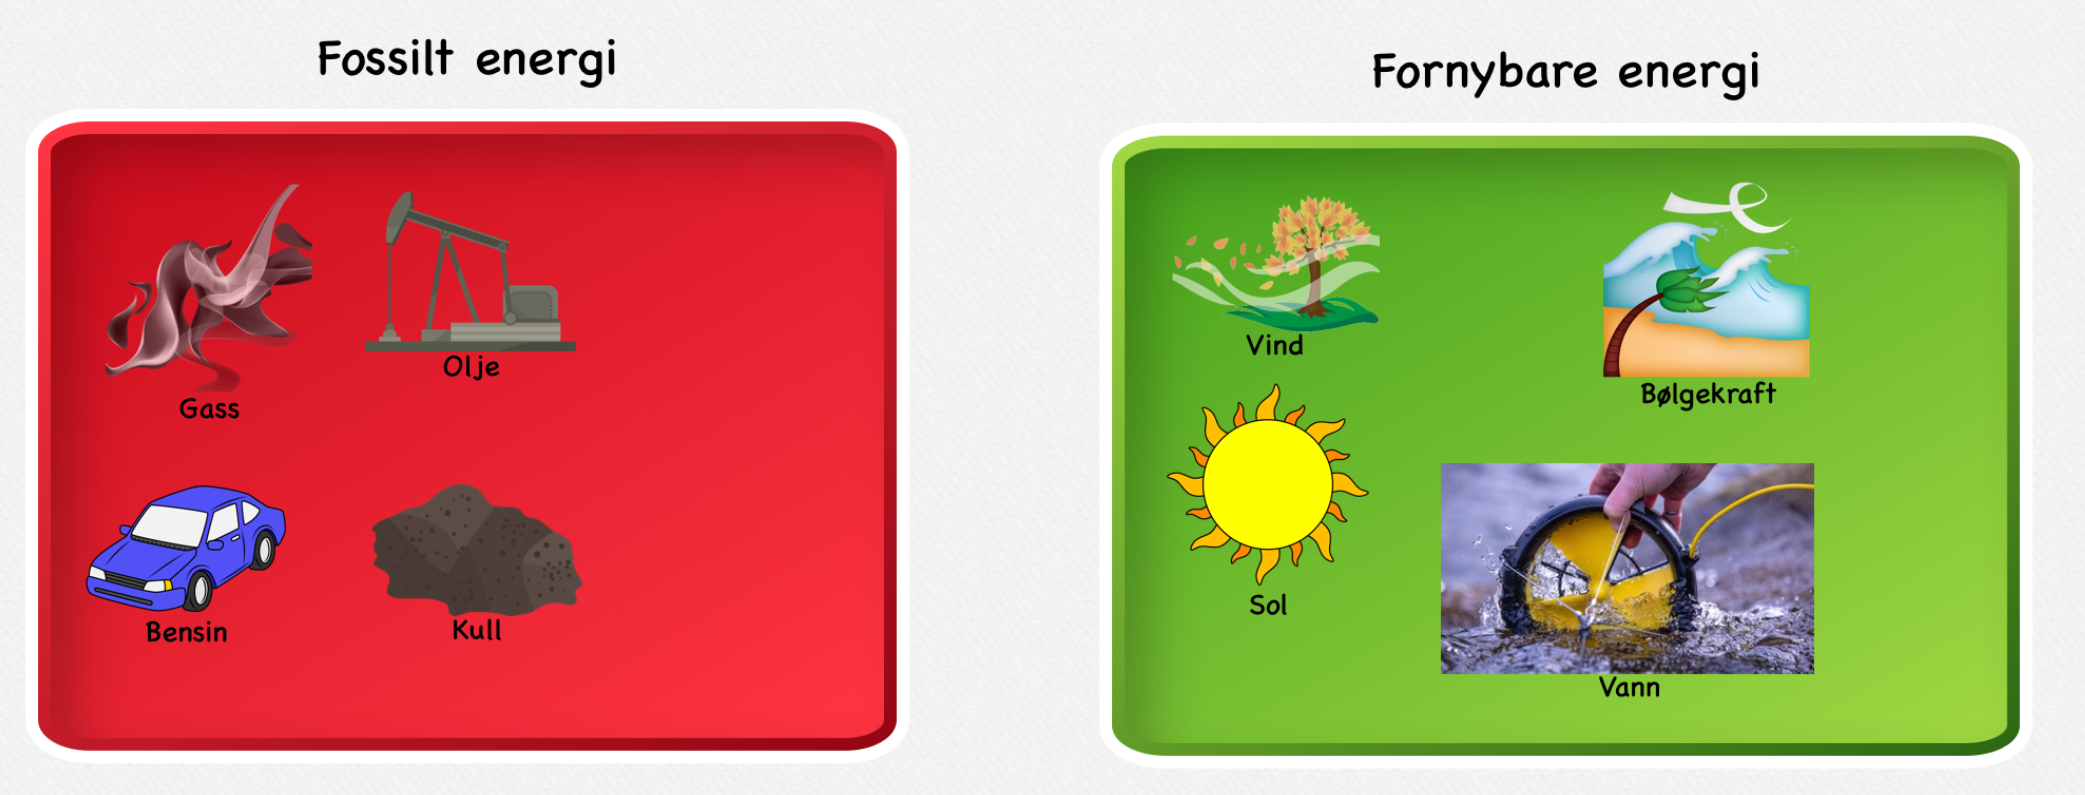 Fossilt energi
Gass
Olje
Bensin
Kull
Fornybare energi
Vind
Bølgekraft
Sol
Vann